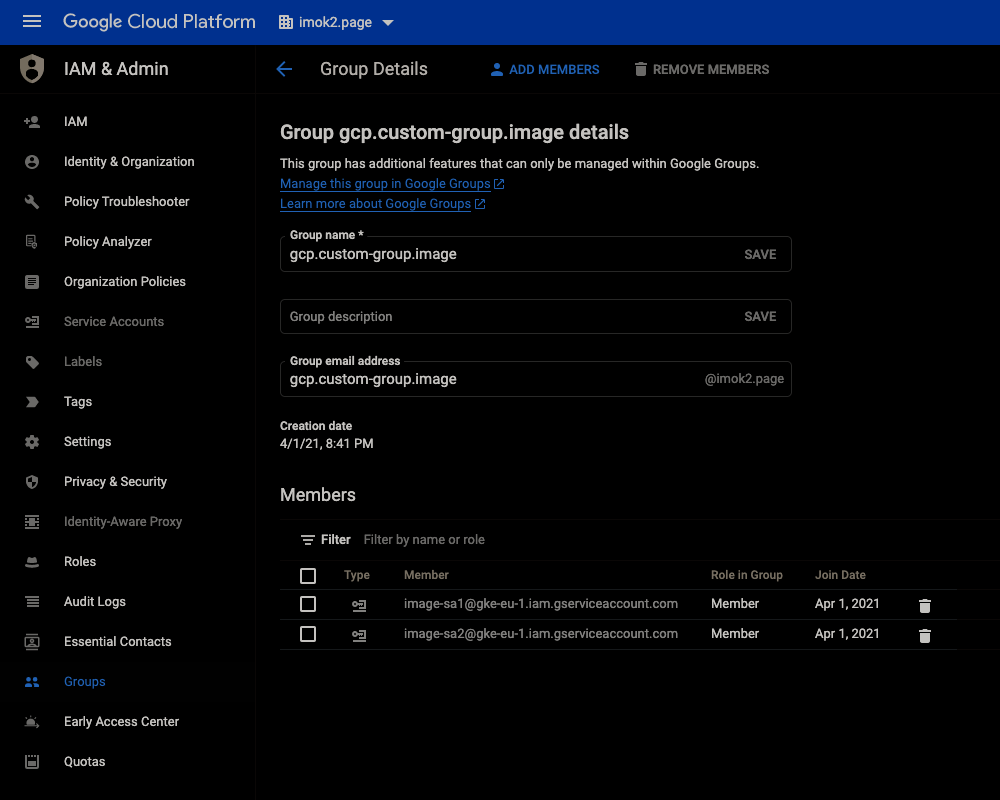 Google Cloud Platform imok2.page
IAM & Admin
Group Details ADD MEMBERS REMOVE MEMBERS
IAM
Identity & Organization
Policy Troubleshooter
Policy Analyzer
Organization Policies
Service Accounts
Labels
Tags
Settings
Privacy & Security
Identity-Aware Proxy
Roles
Audit Logs
Essential Contacts
Groups
Early Access Center
Quotas
Group gcp.custom-group.image details
This group has additional features that can only be managed within Google Groups.
Manage this group in Google Groups
Learn more about Google Groups
Group name *
gcp.custom-group.image SAVE
Group description SAVE
Group email address
gcp.custom-group.image @imok2.page
Creation date
4/1/21, 8:41 PM
Members
Filter Filter by name or role
Type Member Role in Group Join Date
image-sa1@gke-eu-1.iam.gserviceaccount.com Member Apr 1, 2021
image-sa2@gke-eu-1.iam.gserviceaccount.com Member Apr 1, 2021